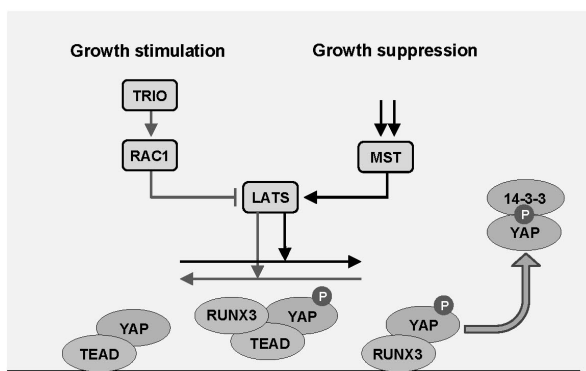 Growth stimulation
Growth suppression
TRIO
RAC1
MST
LATS
14-3-3
P
YAP
P
RUNX3
YAP
TEAD
P
YAP
RUNX3
YAP
TEAD